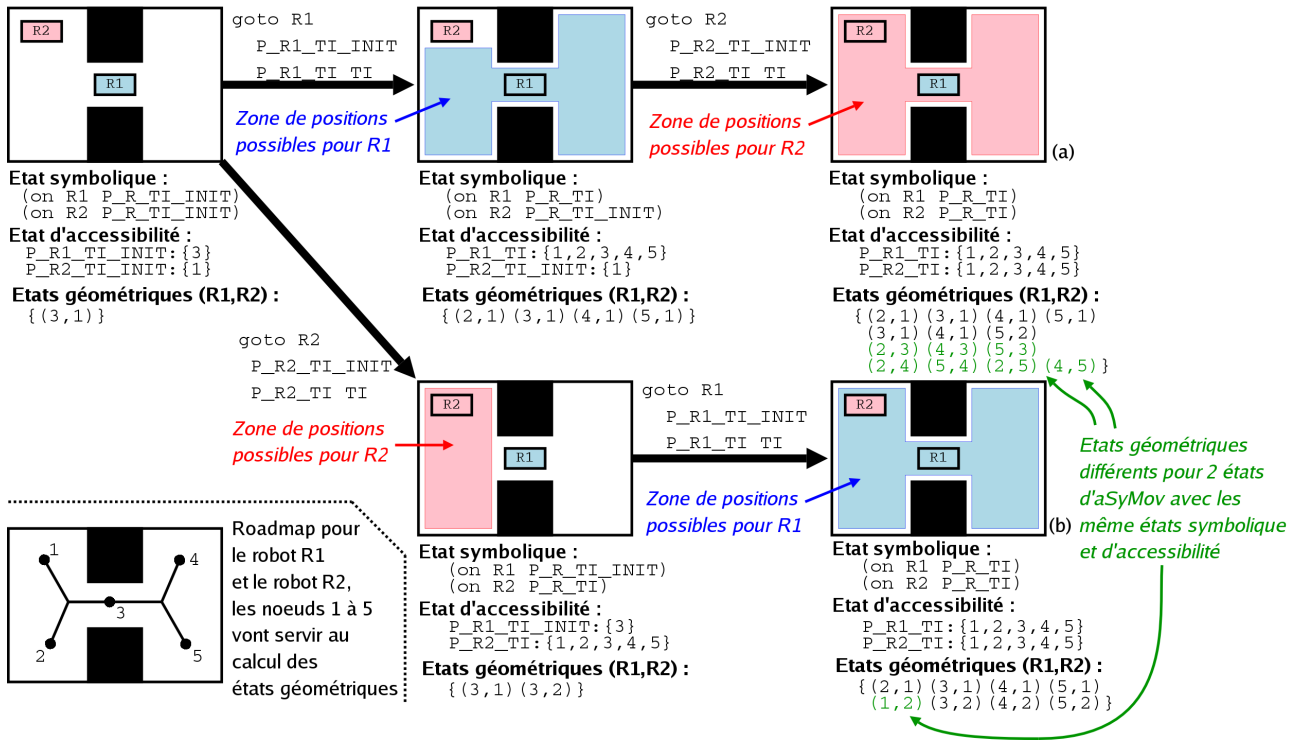 R2
R1
goto R1
P_R1_TI_INIT
P_R1_TI TI
Zone de positions
possibles pour R1
R2
R1
goto R2
P_R2_TI_INIT
P_R2_TI TI
Zone de positions
possibles pour R2
R2
R1
(a)
Etat symbolique :
(on R1 P_R_TI_INIT)
(on R2 P_R_TI_INIT)
Etat d'accessibilité :
P_R1_TI_INIT:{3}
P_R2_TI_INIT:{1}
Etats géométriques (R1,R2) :
{(3,1)}
Etat symbolique :
(on R1 P_R_TI)
(on R2 P_R_TI_INIT)
Etat d'accessibilité :
P_R1_TI:{1,2,3,4,5}
P_R2_TI_INIT:{1}
Etats géométriques (R1,R2) :
{(2,1)(3,1)(4,1)(5,1)}
Etat symbolique :
(on R1 P_R_TI)
(on R2 P_R_TI)
Etat d'accessibilité :
P_R1_TI:{1,2,3,4,5}
P_R2_TI:{1,2,3,4,5}
Etats géométriques (R1,R2) :
{(2,1)(3,1)(4,1)(5,1)
(3,1)(4,1)(5,2)
(2,3)(4,3)(5,3)
(2,4)(5,4)(2,5)(4,5)}
goto R2
P_R2_TI_INIT
P_R2_TI TI
Zone de positions
possibles pour R2
R2
R1
goto R1
P_R1_TI_INIT
P_R1_TI TI
Zone de positions
possibles pour R1
R2
R1
(b)
Etats géométriques
différents pour 2 états
d'aSyMov avec les
même états symbolique
et d'accessibilité
1
4
3
2
5
Roadmap pour
le robot R1
et le robot R2,
les noeuds 1 à 5
vont servir au
calcul des
états géométriques
Etat symbolique :
(on R1 P_R_TI_INIT)
(on R2 P_R_TI)
Etat d'accessibilité :
P_R1_TI_INIT:{3}
P_R2_TI:{1,2,3,4,5}
Etats géométriques (R1,R2) :
{(3,1)(3,2)}
Etat symbolique :
(on R1 P_R_TI)
(on R2 P_R_TI)
Etat d'accessibilité :
P_R1_TI:{1,2,3,4,5}
P_R2_TI:{1,2,3,4,5}
Etats géométriques (R1,R2) :
{(2,1)(3,1)(4,1)(5,1)
(1,2)(3,2)(4,2)(5,2)}